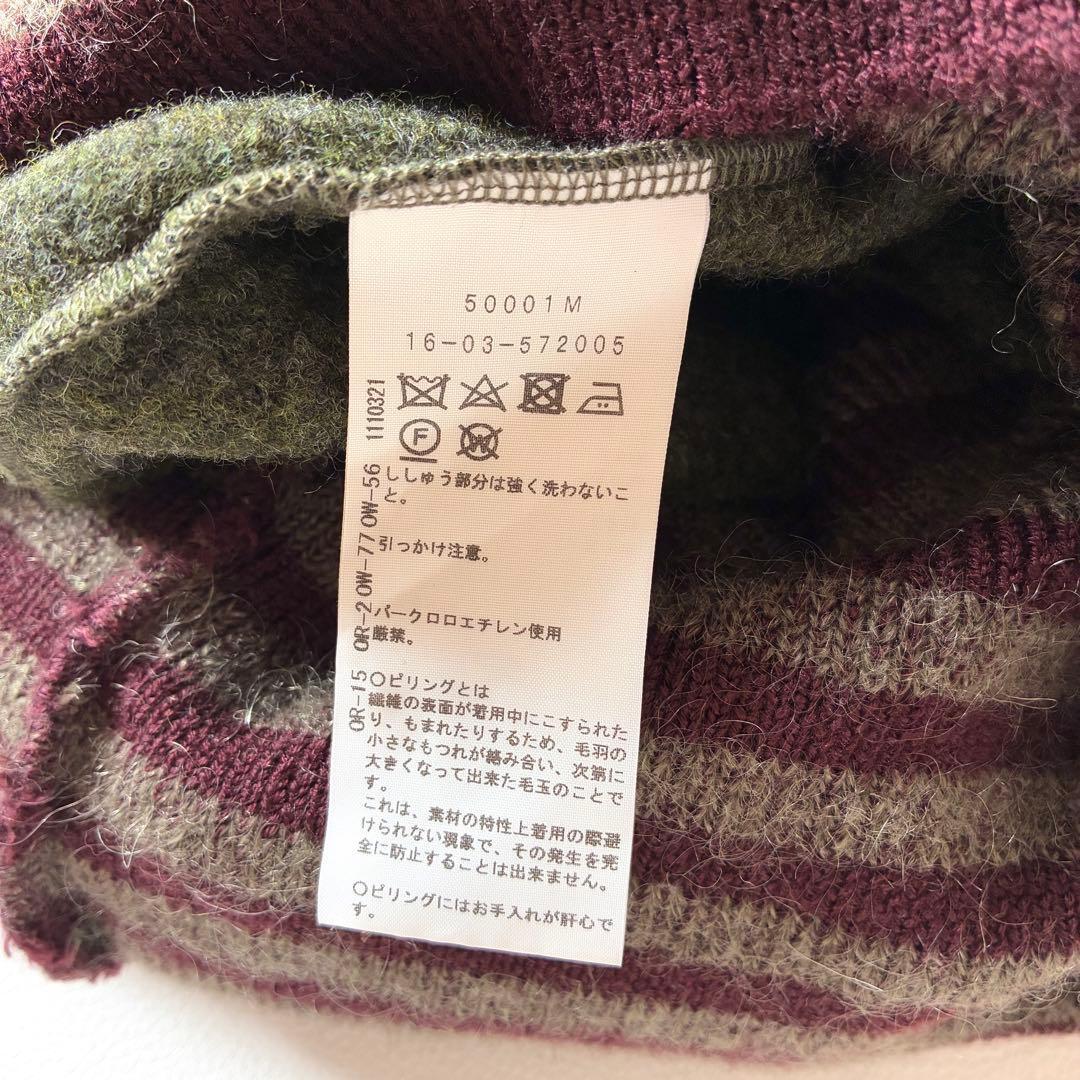 50001M
16-03-572005
F
W
ししゅう部分は強く洗わないこ
と。
引っかけ注意。
パークロロエチレン使用
厳禁。
〇ピリングとは
繊維の表面が着用中にこすられた
り、もまれたりするため、毛羽の
小さなもつれが絡み合い、次第に
大きくなって出来た毛玉のことで
す。
これは、素材の特性上着用の際避
けられない現象で、その発生を完
全に防止することは出来ません。
〇ピリングにはお手入れが肝心で
す。
OR-15 OR-2 OW-77 OW-56 1110321